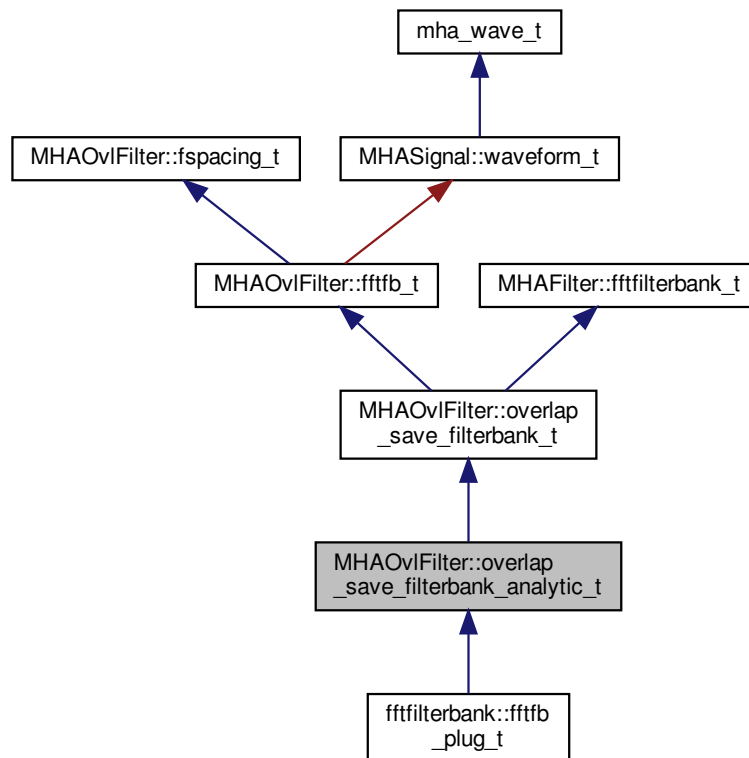 mha_wave_t
MHAOvlFilter::fspacing_t
MHASignal::waveform_t
MHAOvlFilter::fftfb_t
MHAFilter::fftfilterbank_t
MHAOvlFilter::overlap
_save_filterbank_t
MHAOvlFilter::overlap
_save_filterbank_analytic_t
fftfilterbank::fftfb
_plug_t